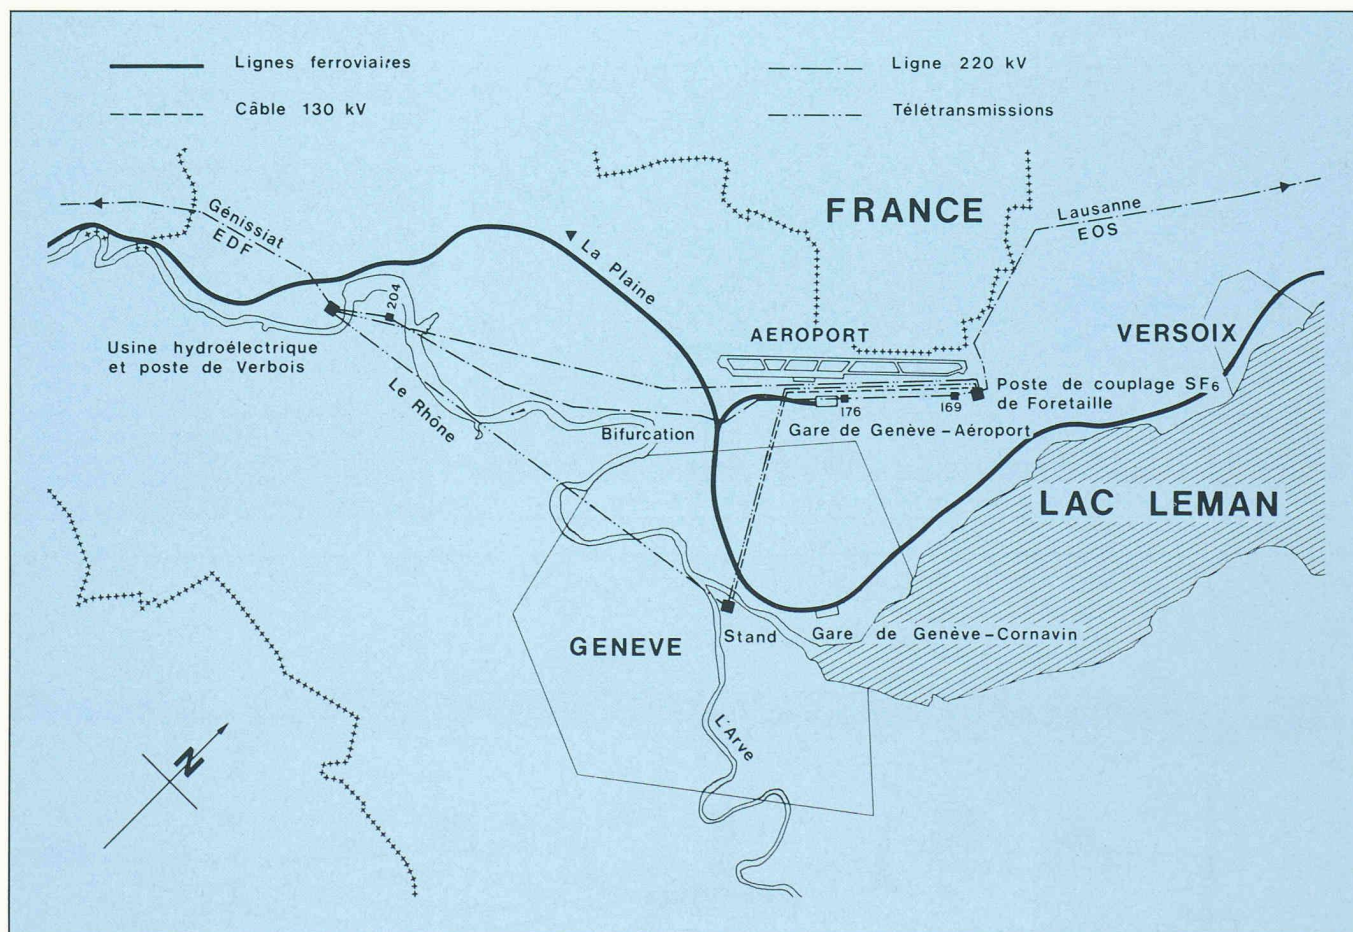 Lignes ferroviaires
Câble 130 kV
Ligne 220 kV
Télétransmissions
FRANCE
Génissiat
EDF
La Plaine
Lausanne
EOS
204
AEROPORT
VERSOIX
Usine hydroélectrique
et poste de Verbois
Le Rhône
Poste de couplage SF6
de Foretaille
176
169
Bifurcation
Gare de Genève-Aéroport
LAC LEMAN
GENEVE
Stand
Gare de Genève-Cornavin
L'Arve
N